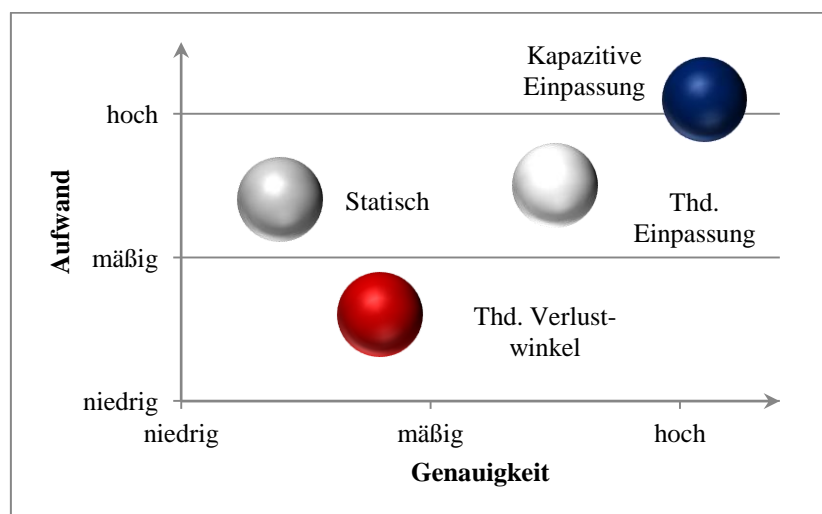 Kapazitive
Einpassung
hoch
Statisch
Thd.
Einpassung
Aufwand
mäßig
Thd. Verlust-
winkel
niedrig
niedrig
mäßig
hoch
Genauigkeit